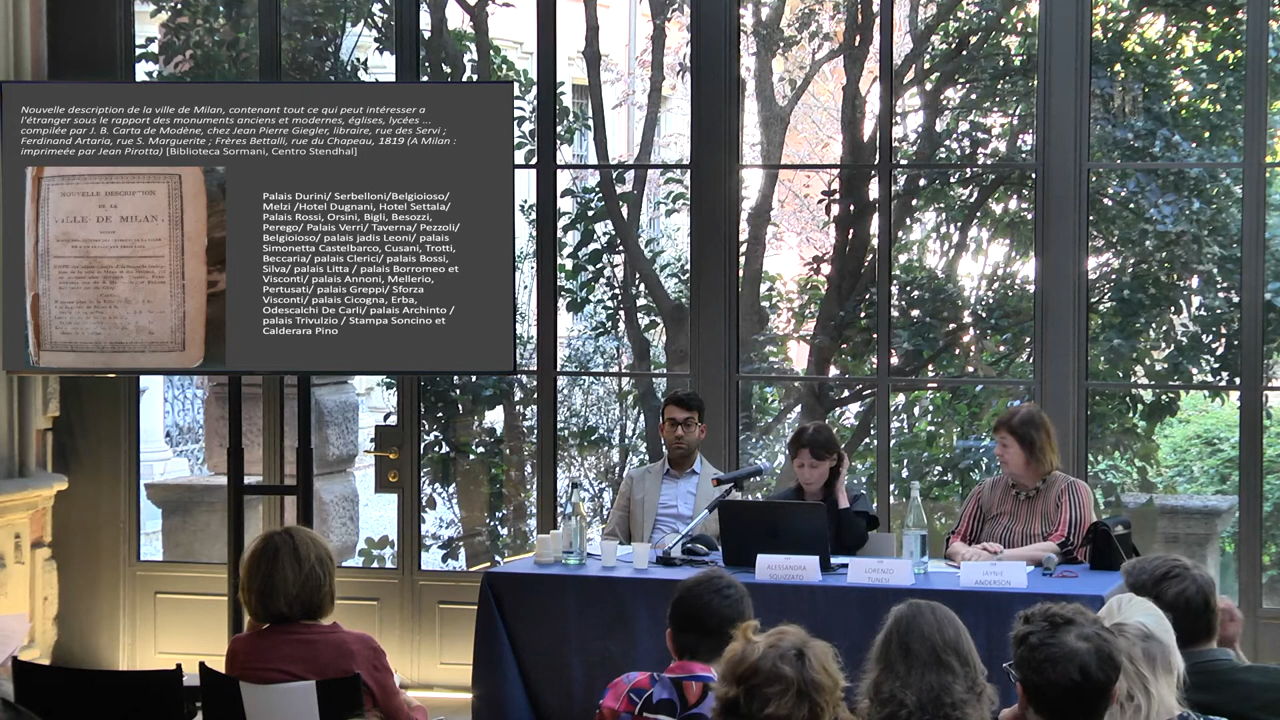 Nouvelle description de la ville de Milan, contenant tout ce qui peut intéresser a
l'étranger sous le rapport des monuments anciens et modernes, églises, lycées ...
compilée par J. B. Carta de Modène, chez Jean Pierre Giegler, libraire, rue des Servi ;
Ferdinand Artaria, rue S. Marguerite ; Frères Bettalli, rue du Chapeau, 1819 (A Milan :
imprimeée par Jean Pirotta) [Biblioteca Sormani, Centro Stendhal]
NOUVELLE DESCRIPTION
DE LA
VILLE DE MILAN
Palais Durini/ Serbelloni/Belgioioso/
Melzi /Hotel Dugnani, Hotel Settala/
Palais Rossi, Orsini, Bigli, Besozzi,
Perego/ Palais Verri/ Taverna/ Pezzoli/
Belgioioso/ palais jadis Leoni/ palais
Simonetta Castelbarco, Cusani, Trotti,
Beccaria/ palais Clerici/ palais Bossi,
Silva/ palais Litta / palais Borromeo et
Visconti/ palais Annoni, Mellerio,
Pertusati/ palais Greppi/ Sforza
Visconti/ palais Cicogna, Erba,
Odescalchi De Carli/ palais Archinto /
palais Trivulzio / Stampa Soncino et
Calderara Pino
ALESSANDRA
SQUIZZATO
LORENZO
TUNESI
JAYNIE
ANDERSON